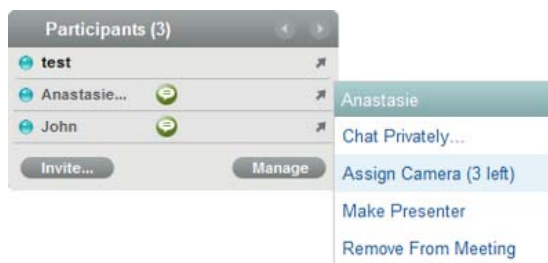 Participants (3)
test
Anastasie...
John
Invite...
Manage
Anastasie
Chat Privately...
Assign Camera (3 left)
Make Presenter
Remove From Meeting